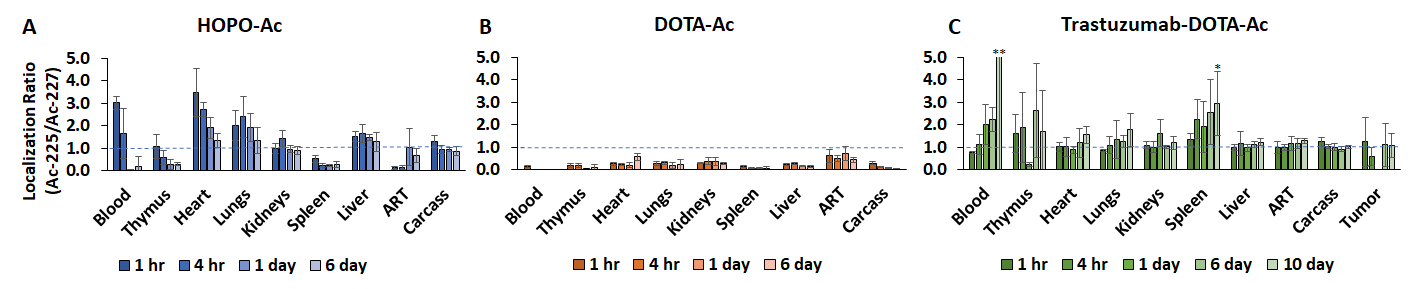 A
HOPO-Ac
Localization Ratio
(Ac-225/Ac-227)
5.0
4.0
3.0
2.0
1.0
0.0
Blood
Thymus
Heart
Lungs
Kidneys
Spleen
Liver
ART
Carcass
1 hr
4 hr
1 day
6 day
B
DOTA-Ac
5.0
4.0
3.0
2.0
1.0
0.0
Blood
Thymus
Heart
Lungs
Kidneys
Spleen
Liver
ART
Carcass
1 hr
4 hr
1 day
6 day
C
Trastuzumab-DOTA-Ac
5.0
4.0
3.0
2.0
1.0
0.0
**
*
Blood
Thymus
Heart
Lungs
Kidneys
Spleen
Liver
ART
Carcass
Tumor
1 hr
4 hr
1 day
6 day
10 day